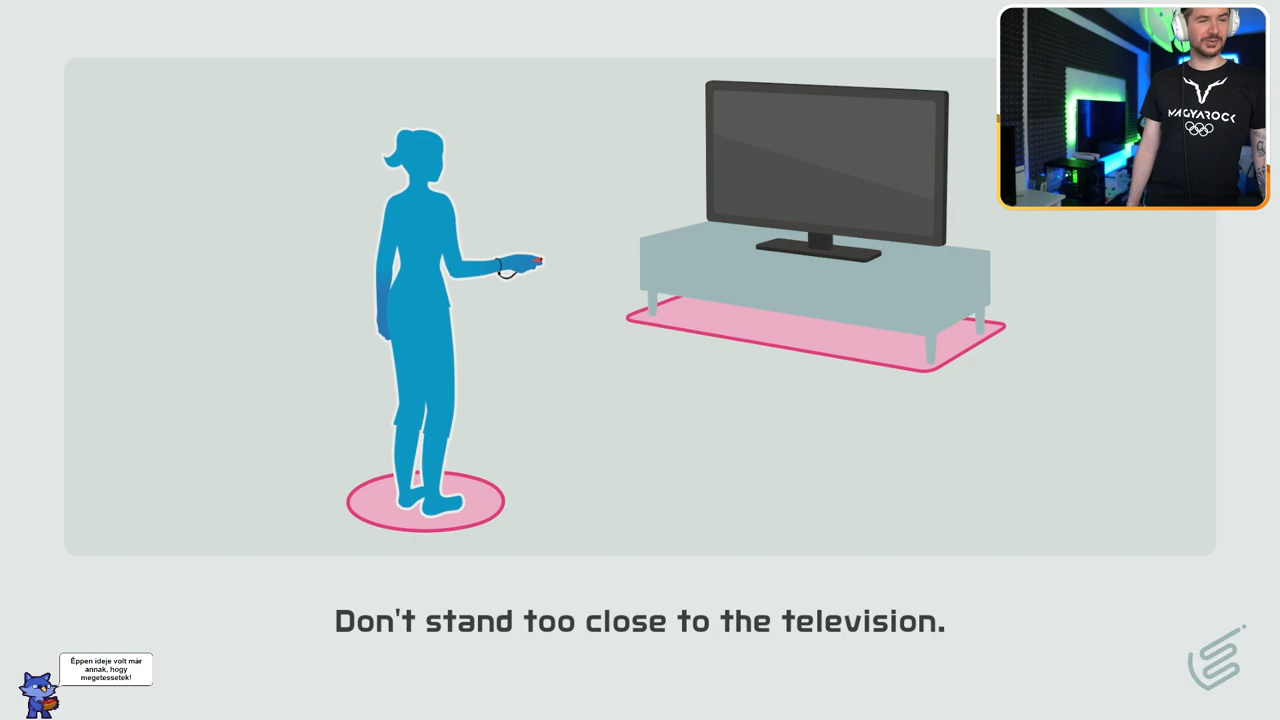 MAGYAROCK
Don't stand too close to the television.
Éppen ideje volt már
annak, hogy
megetessetek!